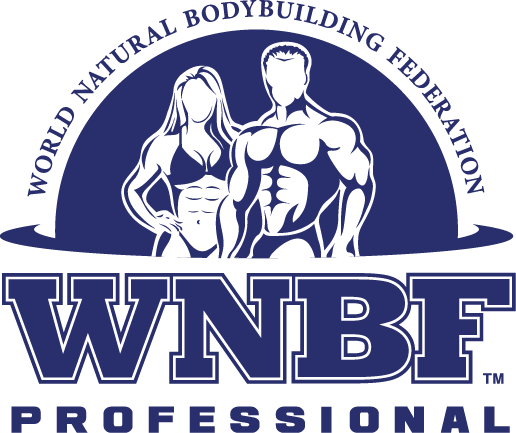 WORLD NATURAL BODYBUILDING FEDERATION
WNBF™
PROFESSIONAL